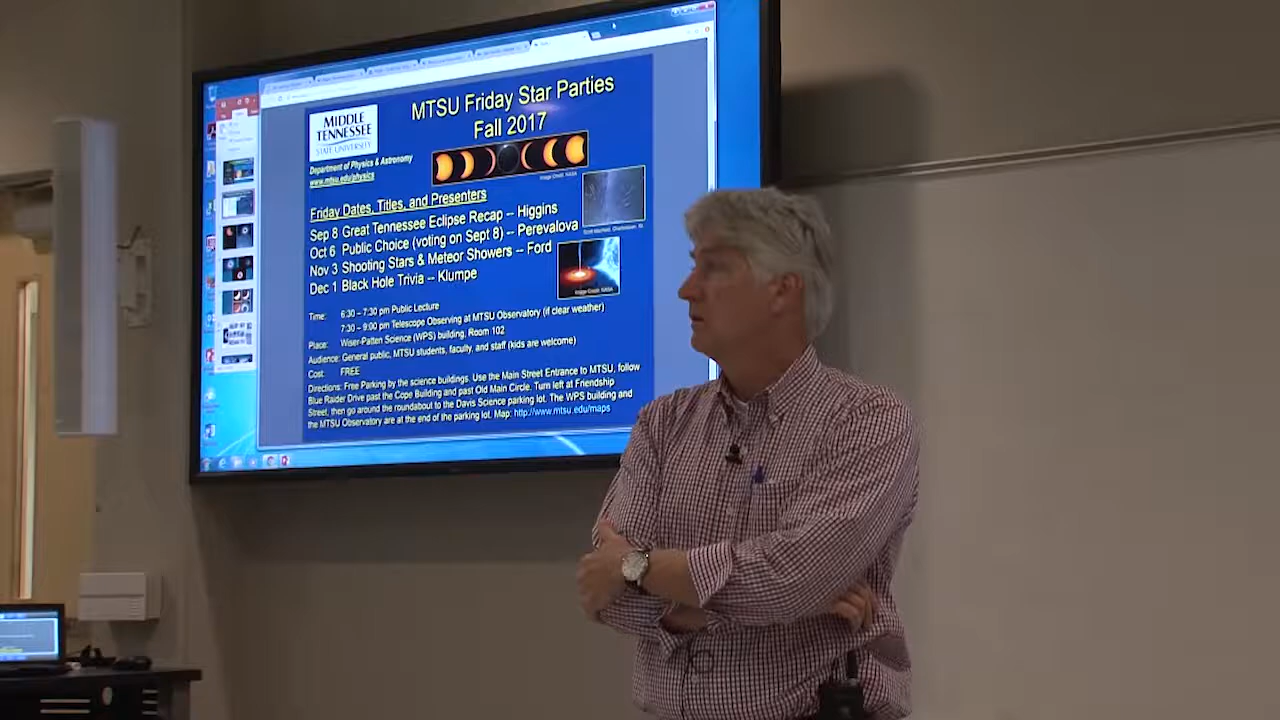 MTSU Friday Star Parties
Fall 2017
MIDDLE
TENNESSEE
STATE UNIVERSITY
Department of Physics & Astronomy
www.mtsu.edu/physics
Image Credit: NASA
Friday Dates, Titles, and Presenters
Sep 8 Great Tennessee Eclipse Recap -- Higgins
Oct 6 Public Choice (voting on Sept 8) -- Perevalova
Nov 3 Shooting Stars & Meteor Showers -- Ford
Dec 1 Black Hole Trivia -- Klumpe
Image Credit: NASA
Time: 6:30 – 7:30 pm Public Lecture
7:30 – 9:00 pm Telescope Observing at MTSU Observatory (if clear weather)
Place: Wiser-Patten Science (WPS) building, Room 102
Audience: General public, MTSU students, faculty, and staff (kids are welcome)
Cost: FREE
Directions: Free Parking by the science buildings. Use the Main Street Entrance to MTSU, follow
Blue Raider Drive past the Cope Building and past Old Main Circle. Turn left at Friendship
Street, then go around the roundabout to the Davis Science parking lot. The WPS building and
the MTSU Observatory are at the end of the parking lot. Map: http://www.mtsu.edu/maps